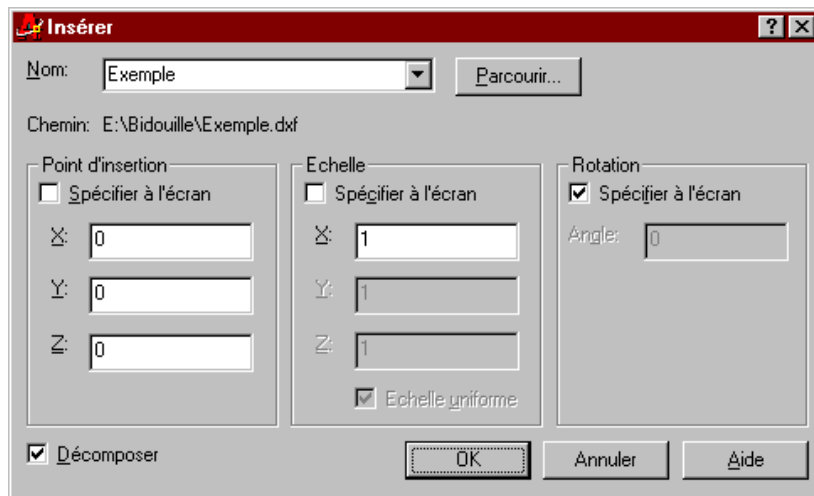 Insérer
Nom: Exemple Parcourir...
Chemin: E:\Bidouille\Exemple.dxf
Point d'insertion
Spécifier à l'écran
X: 0
Y: 0
Z: 0
Echelle
Spécifier à l'écran
X: 1
Y: 1
Z: 1
Echelle uniforme
Rotation
Spécifier à l'écran
Angle: 0
Décomposer
OK Annuler Aide